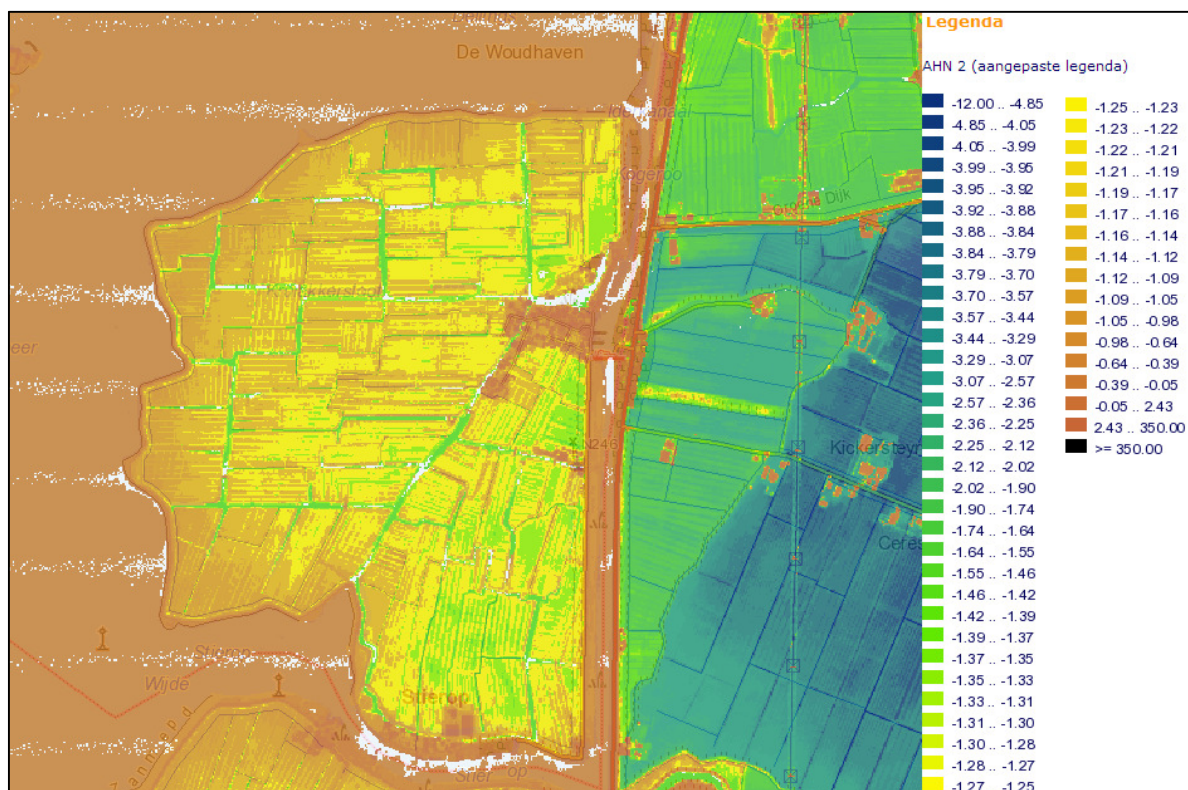 De Woudhaven
Kogerpo
Groene Dijk
N246
Kickersteyn
Stierop
Wijde
Stierop
Stierop
Legenda
AHN 2 (aangepaste legenda)
-12.00 .. -4.85
-4.85 .. -4.05
-4.05 .. -3.99
-3.99 .. -3.95
-3.95 .. -3.92
-3.92 .. -3.88
-3.88 .. -3.84
-3.84 .. -3.79
-3.79 .. -3.70
-3.70 .. -3.57
-3.57 .. -3.44
-3.44 .. -3.29
-3.29 .. -3.07
-3.07 .. -2.57
-2.57 .. -2.36
-2.36 .. -2.25
-2.25 .. -2.12
-2.12 .. -2.02
-2.02 .. -1.90
-1.90 .. -1.74
-1.74 .. -1.64
-1.64 .. -1.55
-1.55 .. -1.46
-1.46 .. -1.42
-1.42 .. -1.39
-1.39 .. -1.37
-1.37 .. -1.35
-1.35 .. -1.33
-1.33 .. -1.31
-1.31 .. -1.30
-1.30 .. -1.28
-1.28 .. -1.27
-1.27 .. -1.25
-1.25 .. -1.23
-1.23 .. -1.22
-1.22 .. -1.21
-1.21 .. -1.19
-1.19 .. -1.17
-1.17 .. -1.16
-1.16 .. -1.14
-1.14 .. -1.12
-1.12 .. -1.09
-1.09 .. -1.05
-1.05 .. -0.98
-0.98 .. -0.64
-0.64 .. -0.39
-0.39 .. -0.05
-0.05 .. 2.43
2.43 .. 350.00
>= 350.00